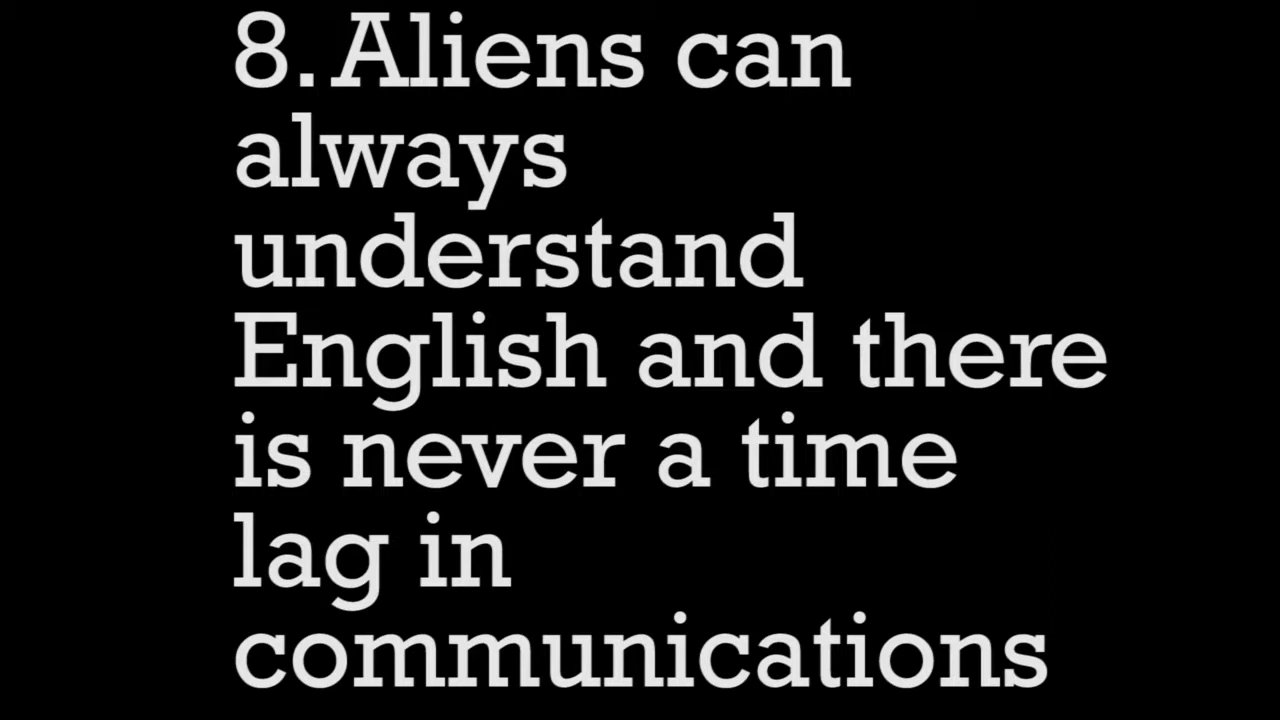 8. Aliens can
always
understand
English and there
is never a time
lag in
communications